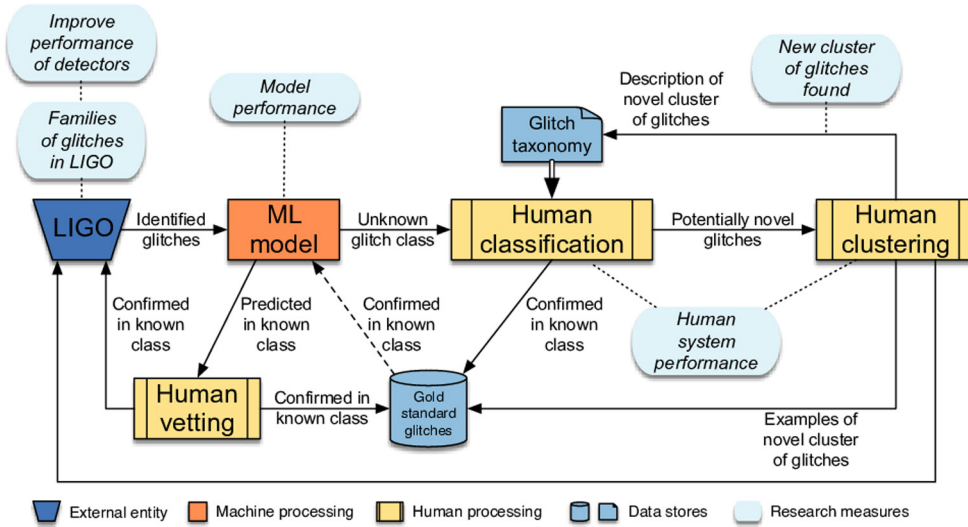 Improve
performance
of detectors
Families
of glitches
in LIGO
Model
performance
Description of
novel cluster
of glitches
New cluster
of glitches
found
Glitch
taxonomy
LIGO
Identified
glitches
ML
model
Unknown
glitch class
Human
classification
Potentially novel
glitches
Human
clustering
Confirmed
in known
class
Predicted
in known
class
Confirmed
in known
class
Confirmed
in known
class
Human
system
performance
Human
vetting
Confirmed in
known class
Gold
standard
glitches
Examples of
novel cluster
of glitches
External entity
Machine processing
Human processing
Data stores
Research measures